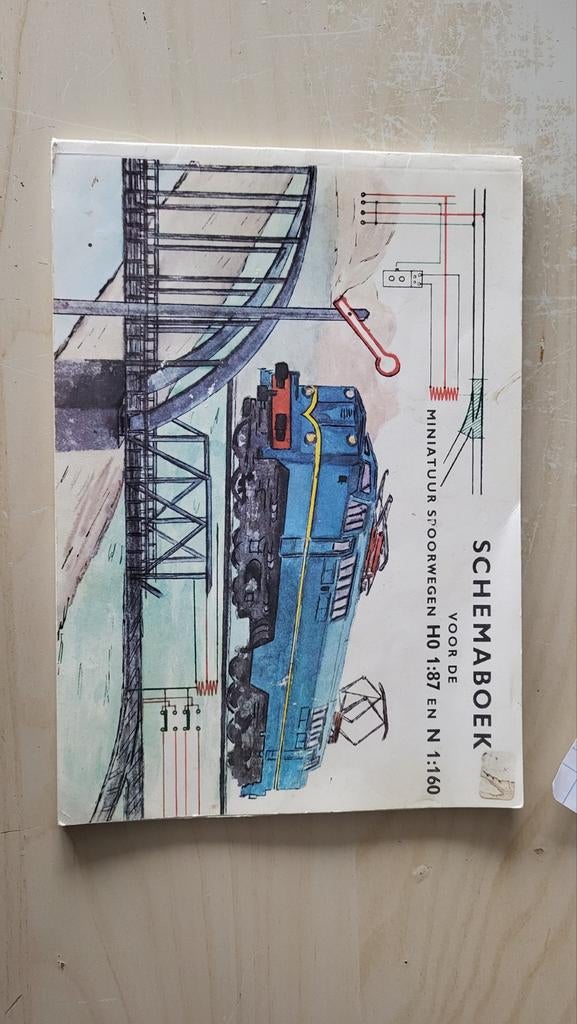 SCHEMABOEK
VOOR DE
MINIATUUR SPOORWEGEN H0 1:87 EN N 1:160